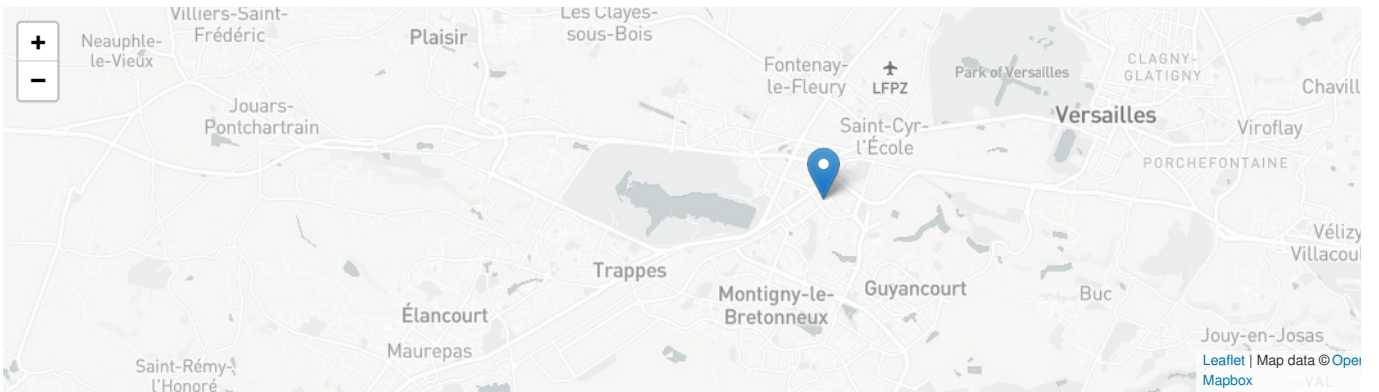 Villiers-Saint-
Frédéric
Les Clayes-
sous-Bois
+
−
Neauphle-
le-Vieux
Plaisir
Fontenay-
le-Fleury
LFPZ
Park of Versailles
CLAGNY-
GLATIGNY
Chavill
Jouars-
Pontchartrain
Versailles
Saint-Cyr-
l'École
Viroflay
PORCHEFONTAINE
Vélizy
Villacoul
Trappes
Montigny-le-
Bretonneux
Guyancourt
Buc
Élancourt
Maurepas
Jouy-en-Josas
Saint-Rémy-
l'Honoré
Leaflet | Map data © Oper
Mapbox
VAL